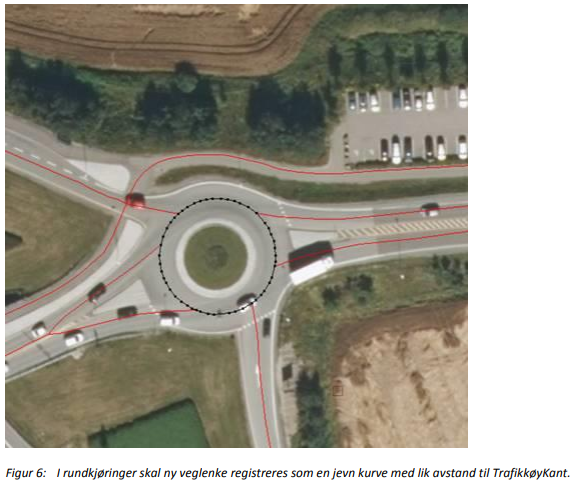 Figur 6: I rundkjøringer skal ny veglenke registreres som en jevn kurve med lik avstand til TrafikkøyKant.